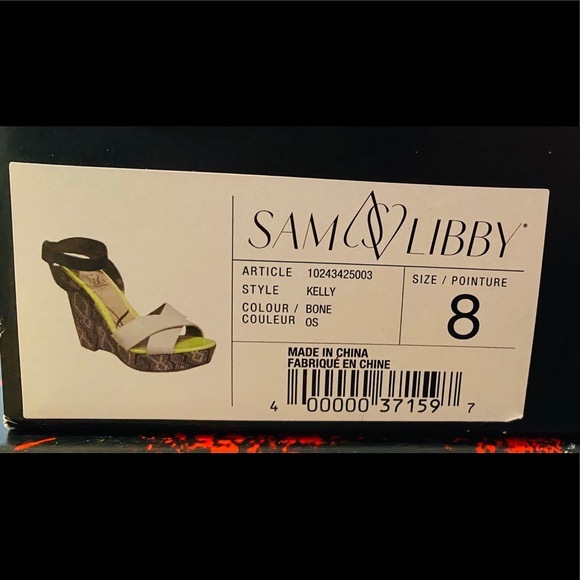 SAM & LIBBY®
ARTICLE 10243425003
STYLE KELLY
COLOUR / BONE
COULEUR OS
SIZE / POINTURE
8
MADE IN CHINA
FABRIQUÉ EN CHINE
4 00000 37159 7